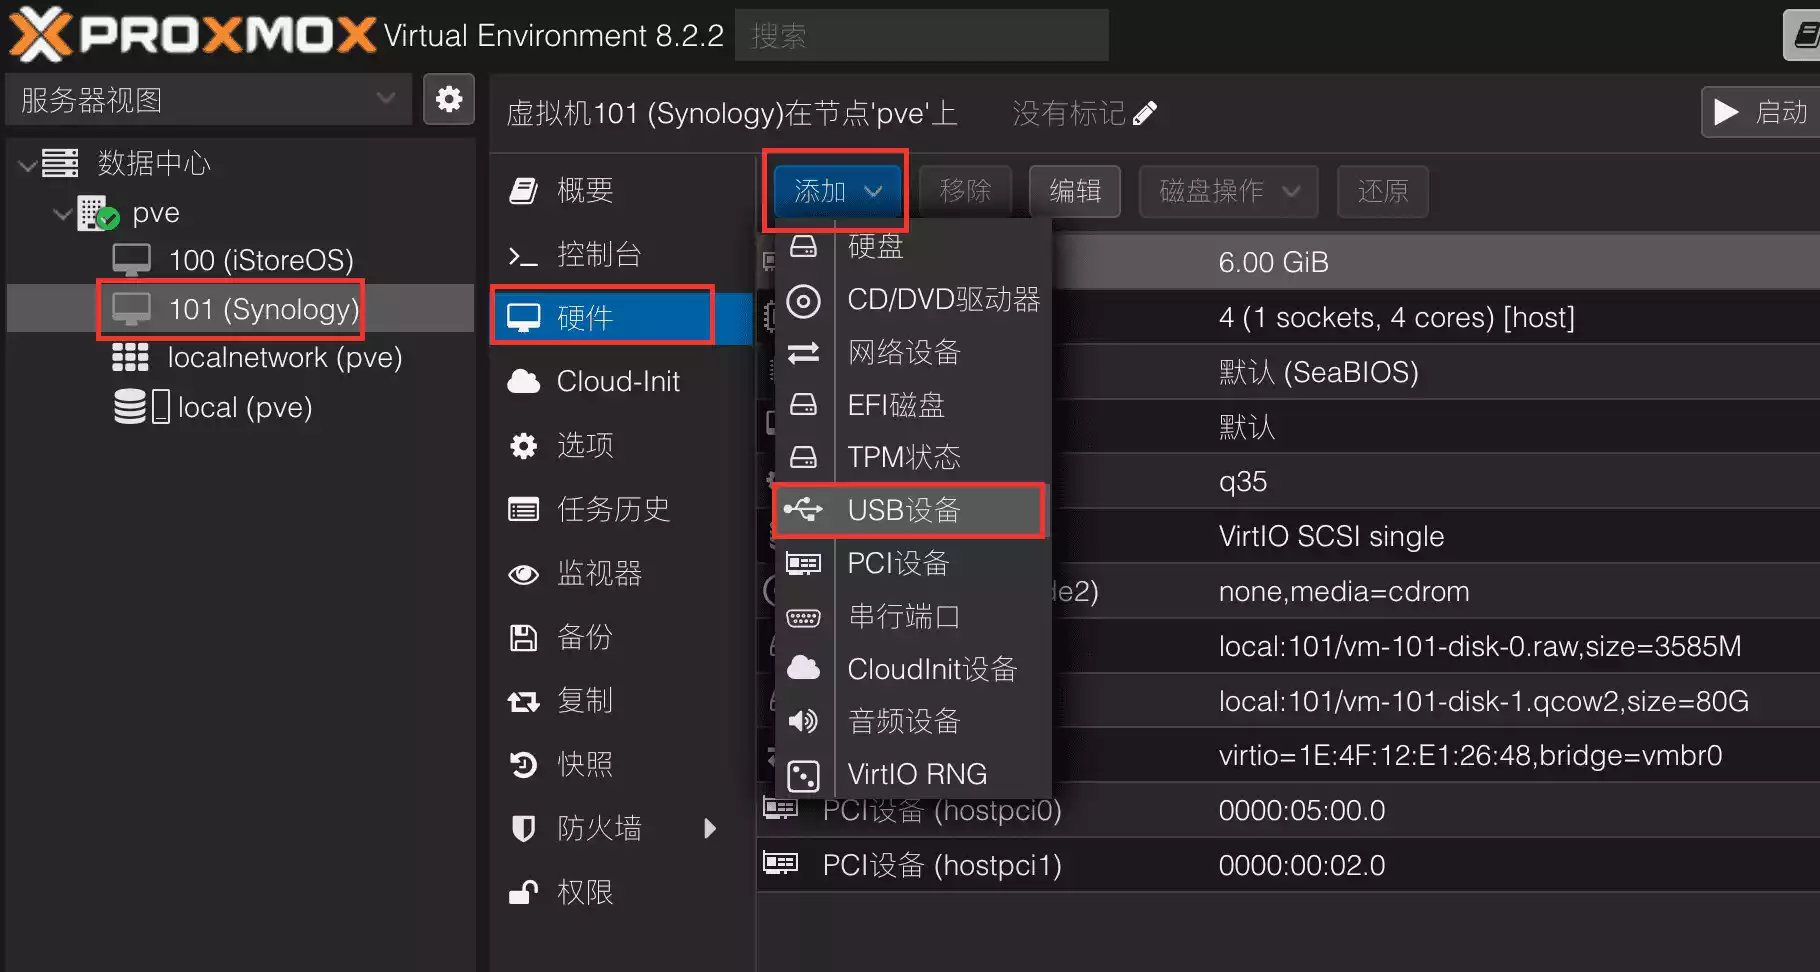 PROXMOX Virtual Environment 8.2.2 搜索
服务器视图
数据中心
pve
100 (iStoreOS)
101 (Synology)
localnetwork (pve)
local (pve)
虚拟机101 (Synology)在节点'pve'上 没有标记 启动
概要
控制台
硬件
Cloud-Init
选项
任务历史
监视器
备份
复制
快照
防火墙
权限
添加 移除 编辑 磁盘操作 还原
硬盘
CD/DVD驱动器
网络设备
EFI磁盘
TPM状态
USB设备
PCI设备
串行端口
CloudInit设备
音频设备
VirtIO RNG
6.00 GiB
4 (1 sockets, 4 cores) [host]
默认 (SeaBIOS)
默认
q35
VirtIO SCSI single
de2) none,media=cdrom
local:101/vm-101-disk-0.raw,size=3585M
local:101/vm-101-disk-1.qcow2,size=80G
virtio=1E:4F:12:E1:26:48,bridge=vmbr0
PCI设备 (hostpci0) 0000:05:00.0
PCI设备 (hostpci1) 0000:00:02.0